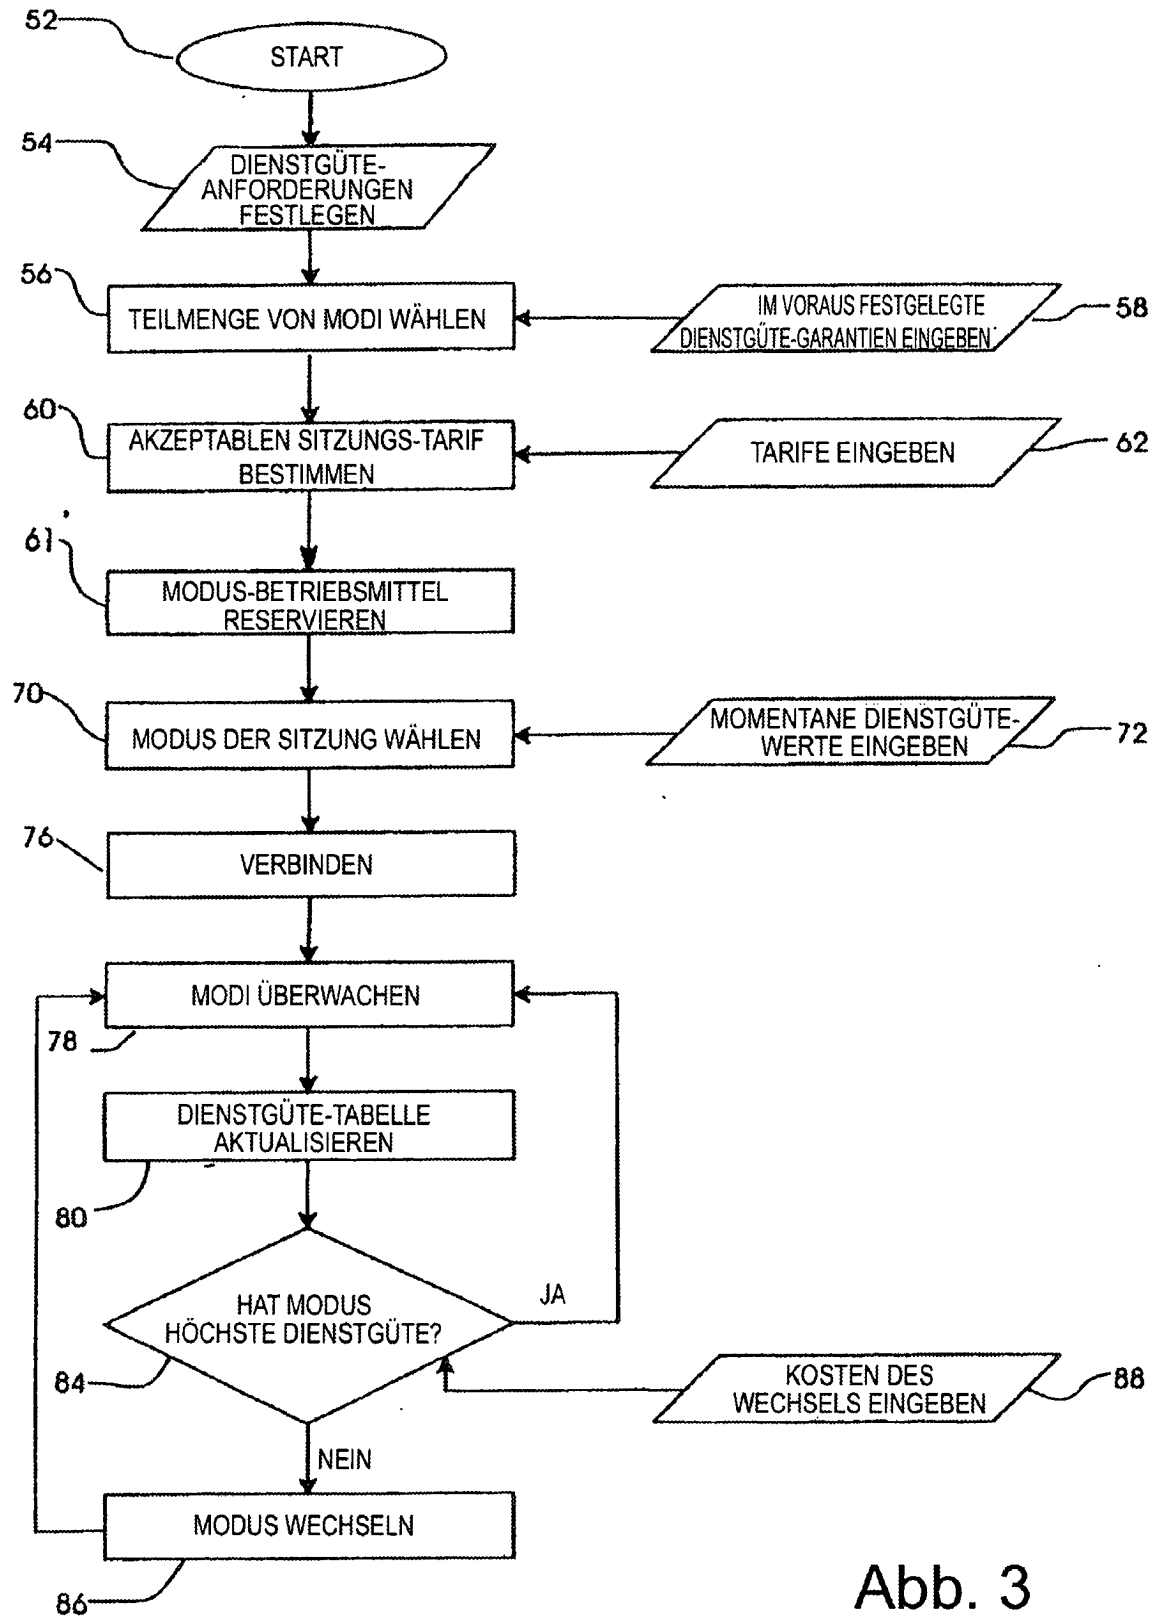 52
START
54
DIENSTGÜTE-
ANFORDERUNGEN
FESTLEGEN
56
TEILMENGE VON MODI WÄHLEN
IM VORAUS FESTGELEGTE
DIENSTGÜTE-GARANTIEN EINGEBEN
58
60
AKZEPTABLEN SITZUNGS-TARIF
BESTIMMEN
TARIFE EINGEBEN
62
61
MODUS-BETRIEBSMITTEL
RESERVIEREN
70
MODUS DER SITZUNG WÄHLEN
MOMENTANE DIENSTGÜTE-
WERTE EINGEBEN
72
76
VERBINDEN
MODI ÜBERWACHEN
78
DIENSTGÜTE-TABELLE
AKTUALISIEREN
80
HAT MODUS
HÖCHSTE DIENSTGÜTE?
JA
84
KOSTEN DES
WECHSELS EINGEBEN
88
NEIN
MODUS WECHSELN
86
Abb. 3